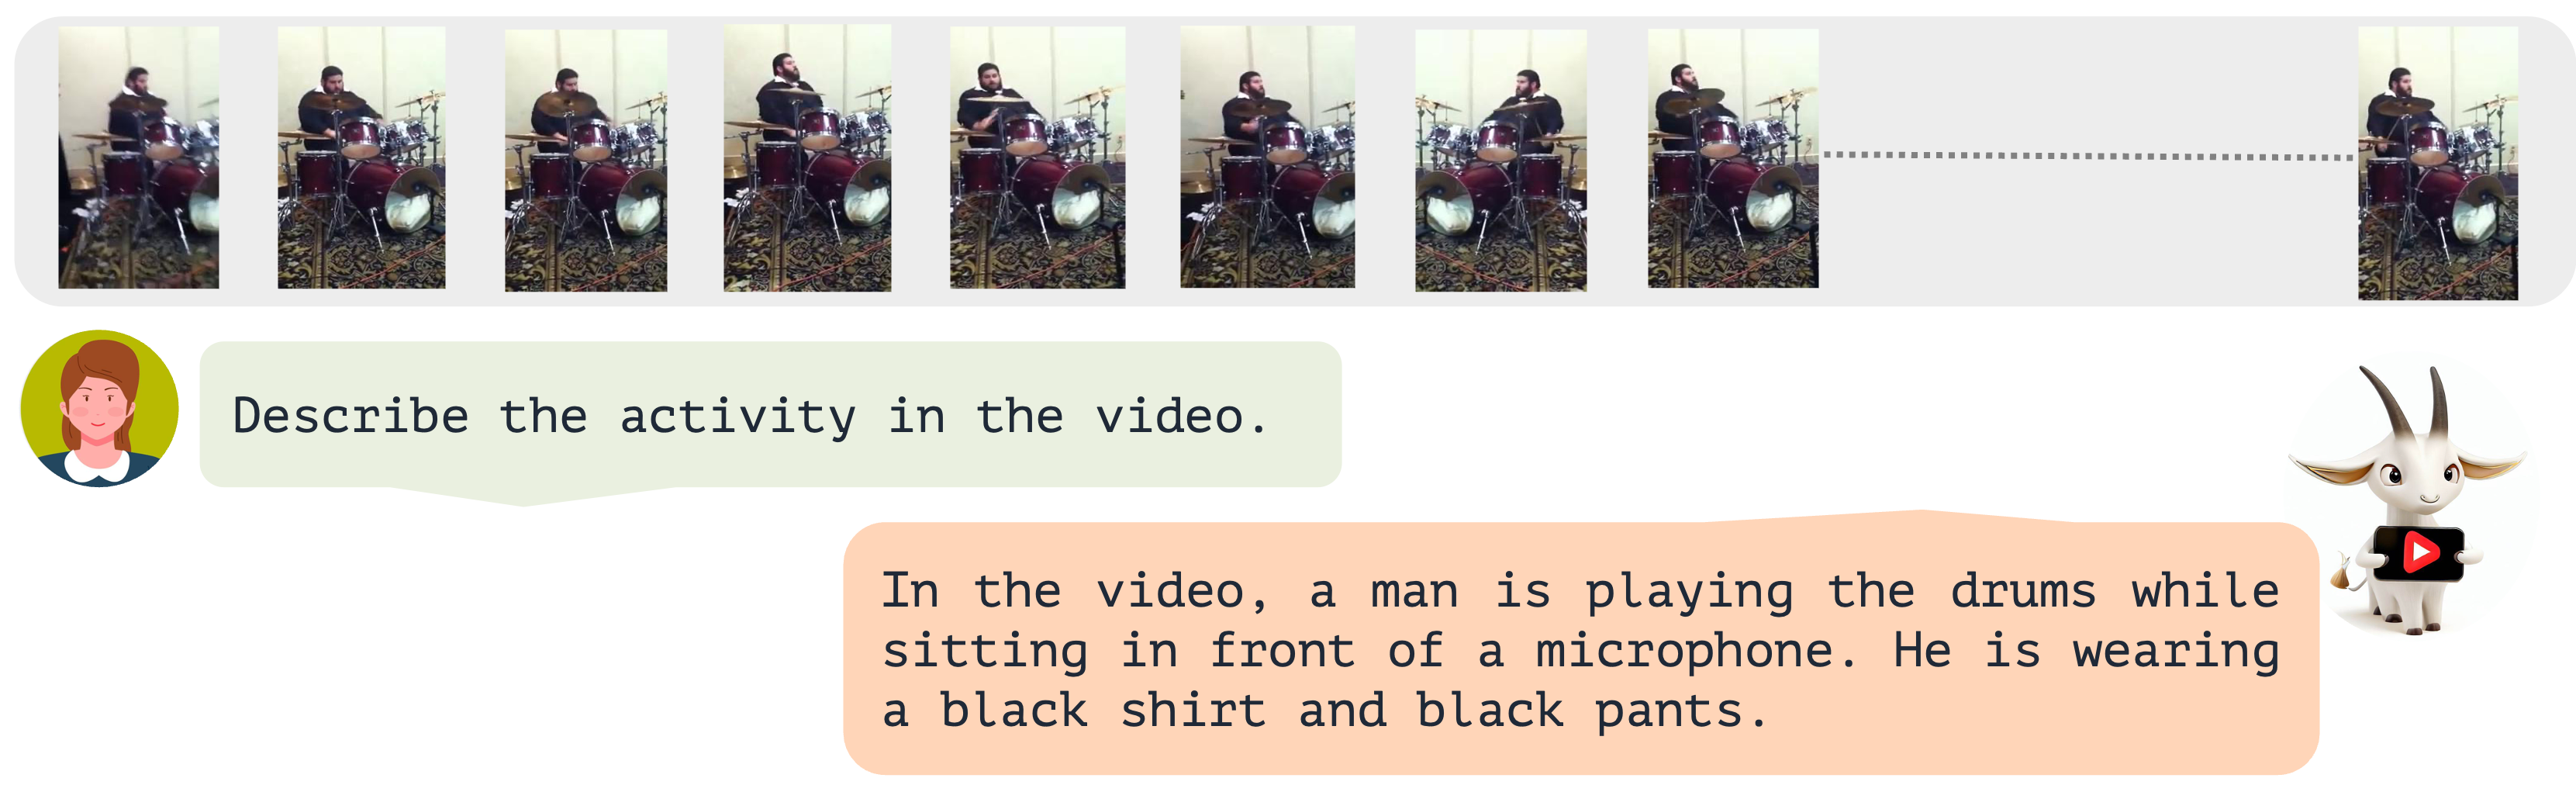 Describe the activity in the video.
In the video, a man is playing the drums while
sitting in front of a microphone. He is wearing
a black shirt and black pants.